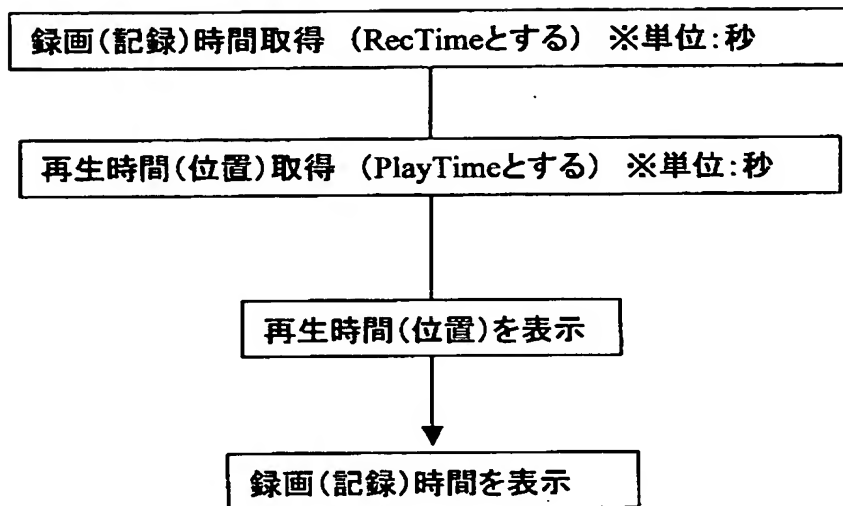 録画(記録)時間取得 (RecTimeとする) ※単位:秒
再生時間(位置)取得 (PlayTimeとする) ※単位:秒
再生時間(位置)を表示
録画(記録)時間を表示